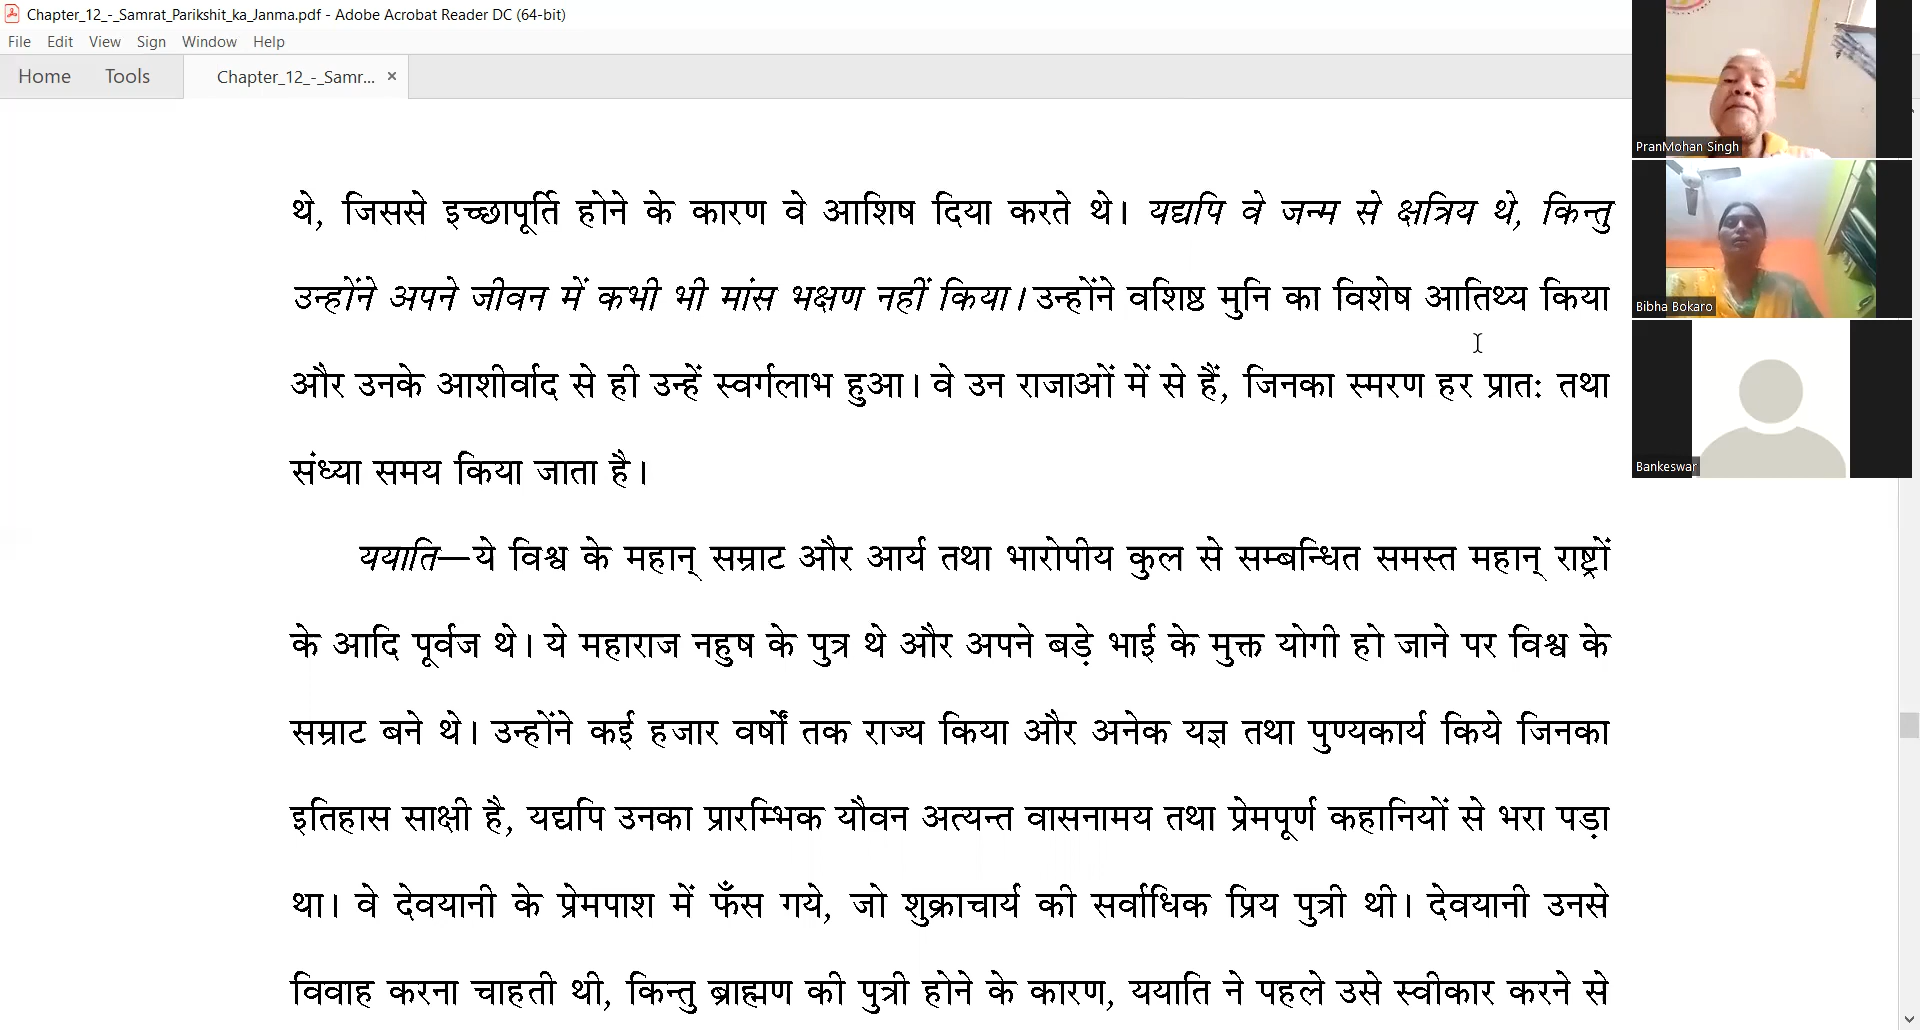 Chapter_12_-_Samrat_Parikshit_ka_Janma.pdf - Adobe Acrobat Reader DC (64-bit)
File Edit View Sign Window Help
Home Tools Chapter_12_-_Samr... ×
थे, जिससे इच्छापूर्ति होने के कारण वे आशिष दिया करते थे। यद्यपि वे जन्म से क्षत्रिय थे, किन्तु
उन्होंने अपने जीवन में कभी भी मांस भक्षण नहीं किया। उन्होंने वशिष्ठ मुनि का विशेष आतिथ्य किया
और उनके आशीर्वाद से ही उन्हें स्वर्गलाभ हुआ। वे उन राजाओं में से हैं, जिनका स्मरण हर प्रातः तथा
संध्या समय किया जाता है।
ययाति—ये विश्व के महान् सम्राट और आर्य तथा भारोपीय कुल से सम्बन्धित समस्त महान् राष्ट्रों
के आदि पूर्वज थे। ये महाराज नहुष के पुत्र थे और अपने बड़े भाई के मुक्त योगी हो जाने पर विश्व के
सम्राट बने थे। उन्होंने कई हजार वर्षों तक राज्य किया और अनेक यज्ञ तथा पुण्यकार्य किये जिनका
इतिहास साक्षी है, यद्यपि उनका प्रारम्भिक यौवन अत्यन्त वासनामय तथा प्रेमपूर्ण कहानियों से भरा पड़ा
था। वे देवयानी के प्रेमपाश में फँस गये, जो शुक्राचार्य की सर्वाधिक प्रिय पुत्री थी। देवयानी उनसे
विवाह करना चाहती थी, किन्तु ब्राह्मण की पुत्री होने के कारण, ययाति ने पहले उसे स्वीकार करने से
PranMohan Singh
Bibha Bokaro
Bankeswar